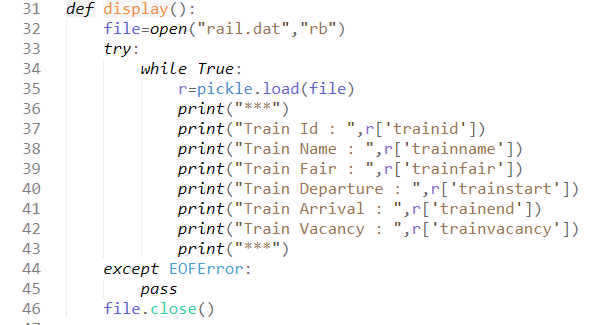 31 def display():
32 file=open("rail.dat","rb")
33 try:
34 while True:
35 r=pickle.load(file)
36 print("***")
37 print("Train Id : ",r['trainid'])
38 print("Train Name : ",r['trainname'])
39 print("Train Fair : ",r['trainfair'])
40 print("Train Departure : ",r['trainstart'])
41 print("Train Arrival : ",r['trainend'])
42 print("Train Vacancy : ",r['trainvacancy'])
43 print("***")
44 except EOFError:
45 pass
46 file.close()